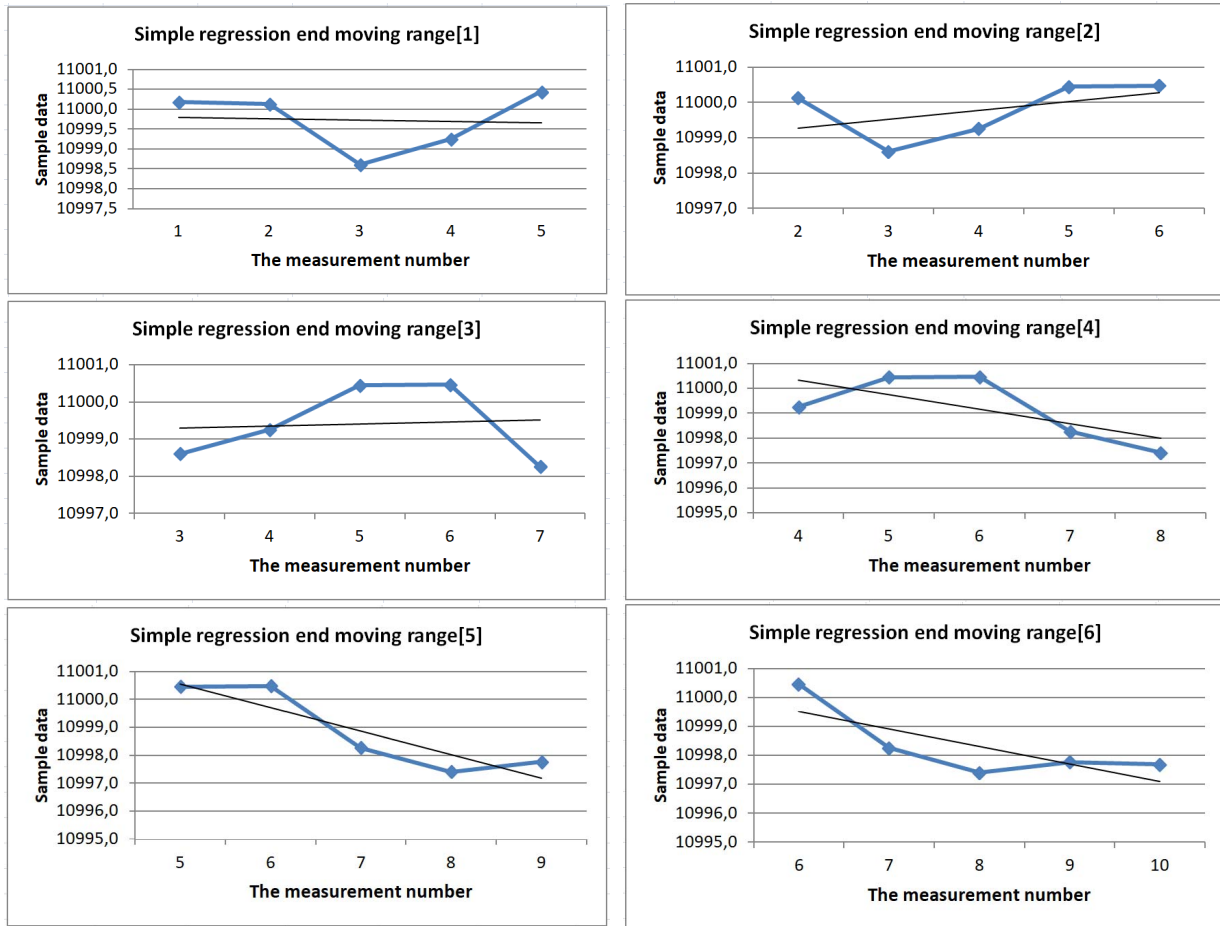 Simple regression end moving range[1]
Sample data
11001,0
11000,5
11000,0
10999,5
10999,0
10998,5
10998,0
10997,5
1 2 3 4 5
The measurement number
Simple regression end moving range[2]
Sample data
11001,0
11000,0
10999,0
10998,0
10997,0
2 3 4 5 6
The measurement number
Simple regression end moving range[3]
Sample data
11001,0
11000,0
10999,0
10998,0
10997,0
3 4 5 6 7
The measurement number
Simple regression end moving range[4]
Sample data
11001,0
11000,0
10999,0
10998,0
10997,0
10996,0
10995,0
4 5 6 7 8
The measurement number
Simple regression end moving range[5]
Sample data
11001,0
11000,0
10999,0
10998,0
10997,0
10996,0
10995,0
5 6 7 8 9
The measurement number
Simple regression end moving range[6]
Sample data
11001,0
11000,0
10999,0
10998,0
10997,0
10996,0
10995,0
6 7 8 9 10
The measurement number